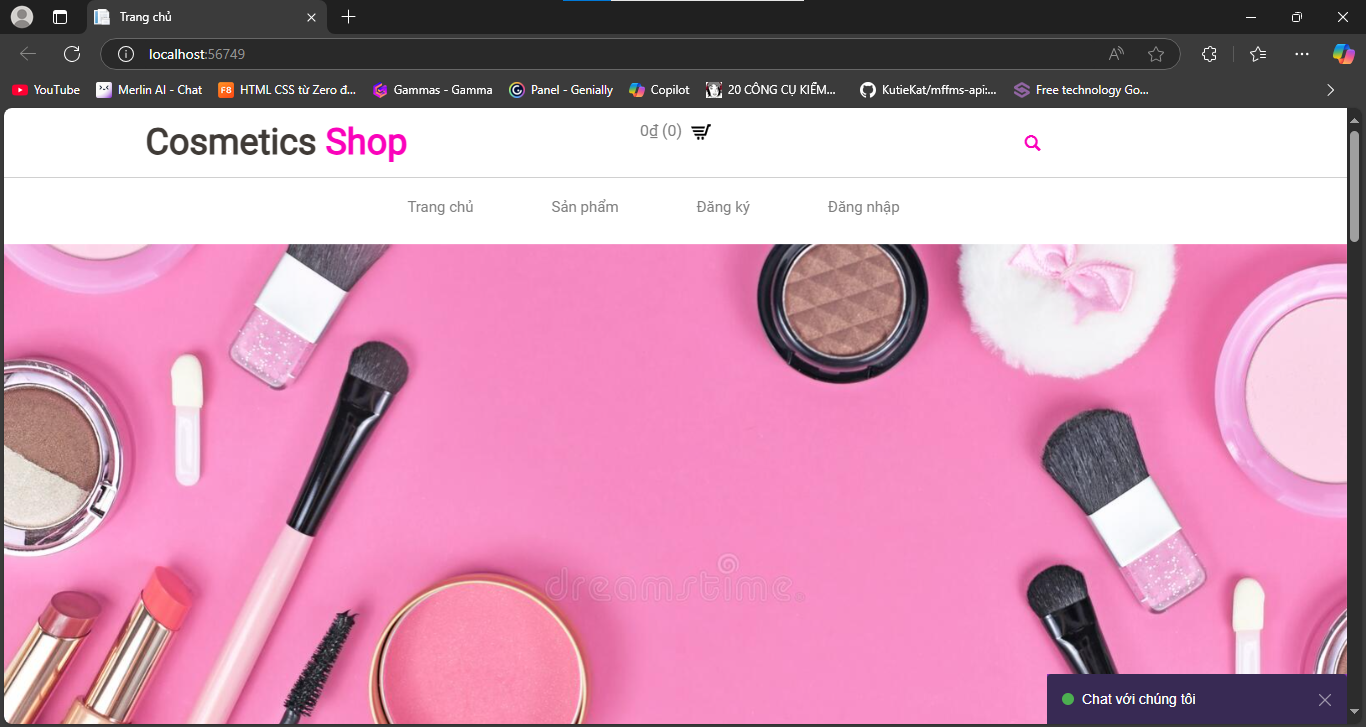 Trang chủ
localhost:56749
YouTube
Merlin AI - Chat
F8 HTML CSS từ Zero đ...
Gammas - Gamma
Panel - Genially
Copilot
20 CÔNG CỤ KIẾM...
KutieKat/mffms-api:...
Free technology Go...
Cosmetics Shop
0₫ (0)
Trang chủ
Sản phẩm
Đăng ký
Đăng nhập
dreamstime.
Chat với chúng tôi